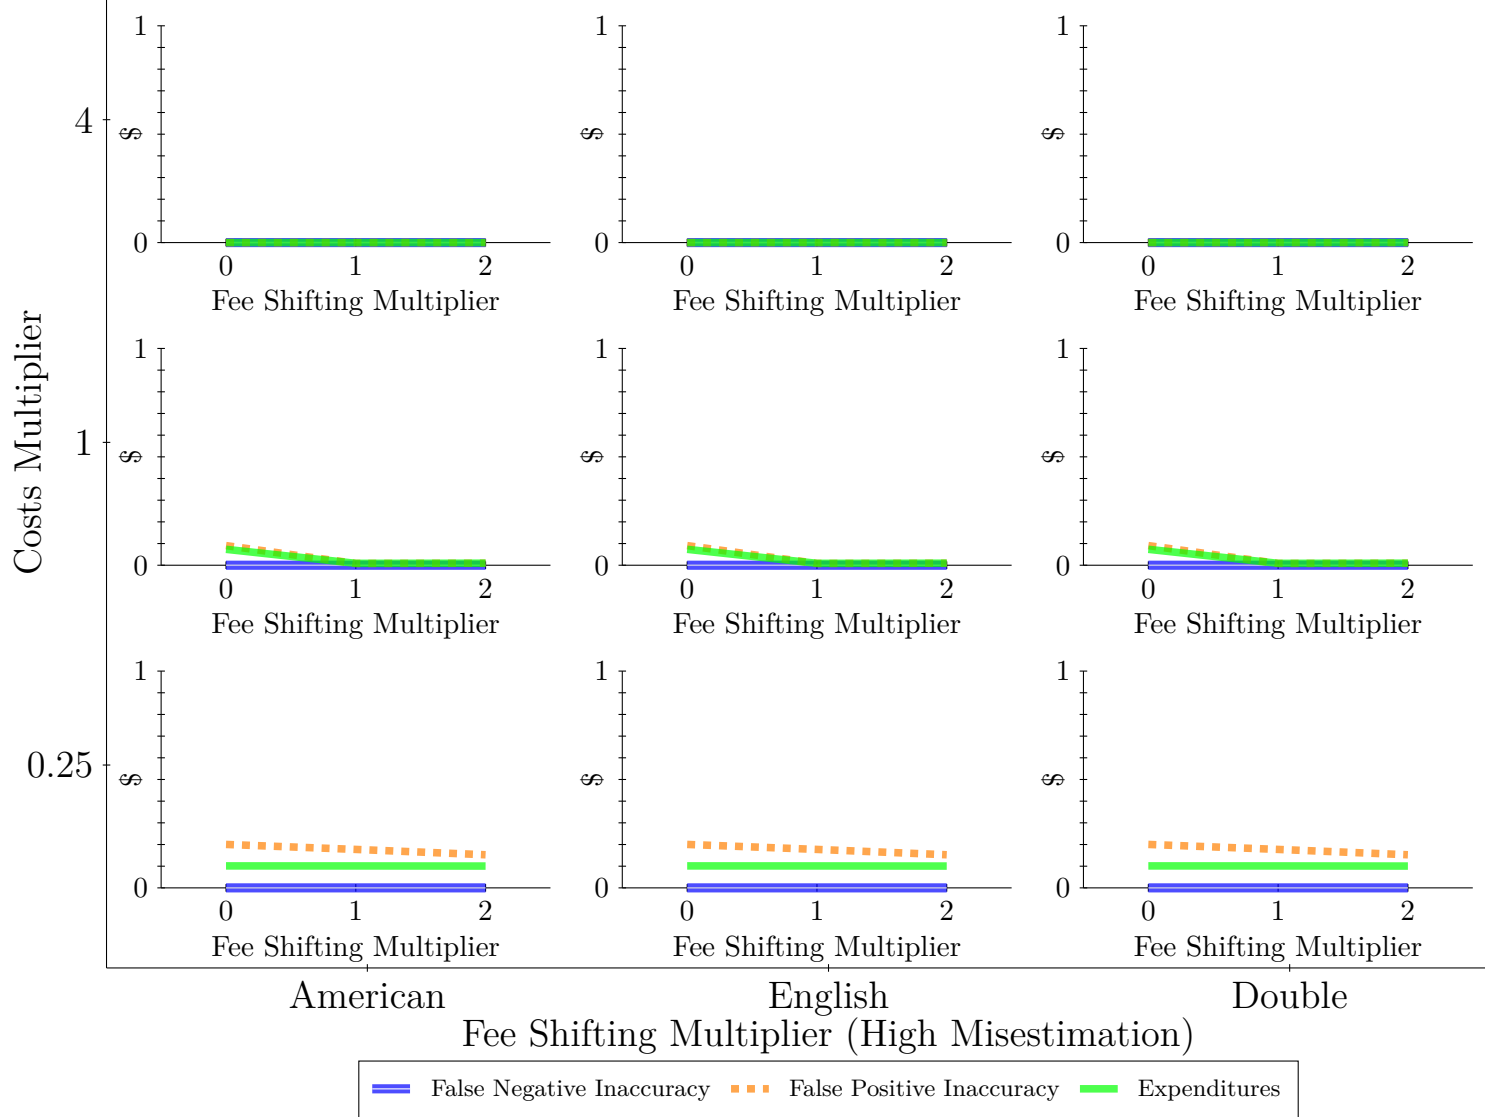 Costs Multiplier
4
1
0.25
1
$
0
0 1 2
Fee Shifting Multiplier
1
$
0
0 1 2
Fee Shifting Multiplier
1
$
0
0 1 2
Fee Shifting Multiplier
1
$
0
0 1 2
Fee Shifting Multiplier
1
$
0
0 1 2
Fee Shifting Multiplier
1
$
0
0 1 2
Fee Shifting Multiplier
1
$
0
0 1 2
Fee Shifting Multiplier
1
$
0
0 1 2
Fee Shifting Multiplier
1
$
0
0 1 2
Fee Shifting Multiplier
American English Double
Fee Shifting Multiplier (High Misestimation)
False Negative Inaccuracy False Positive Inaccuracy Expenditures